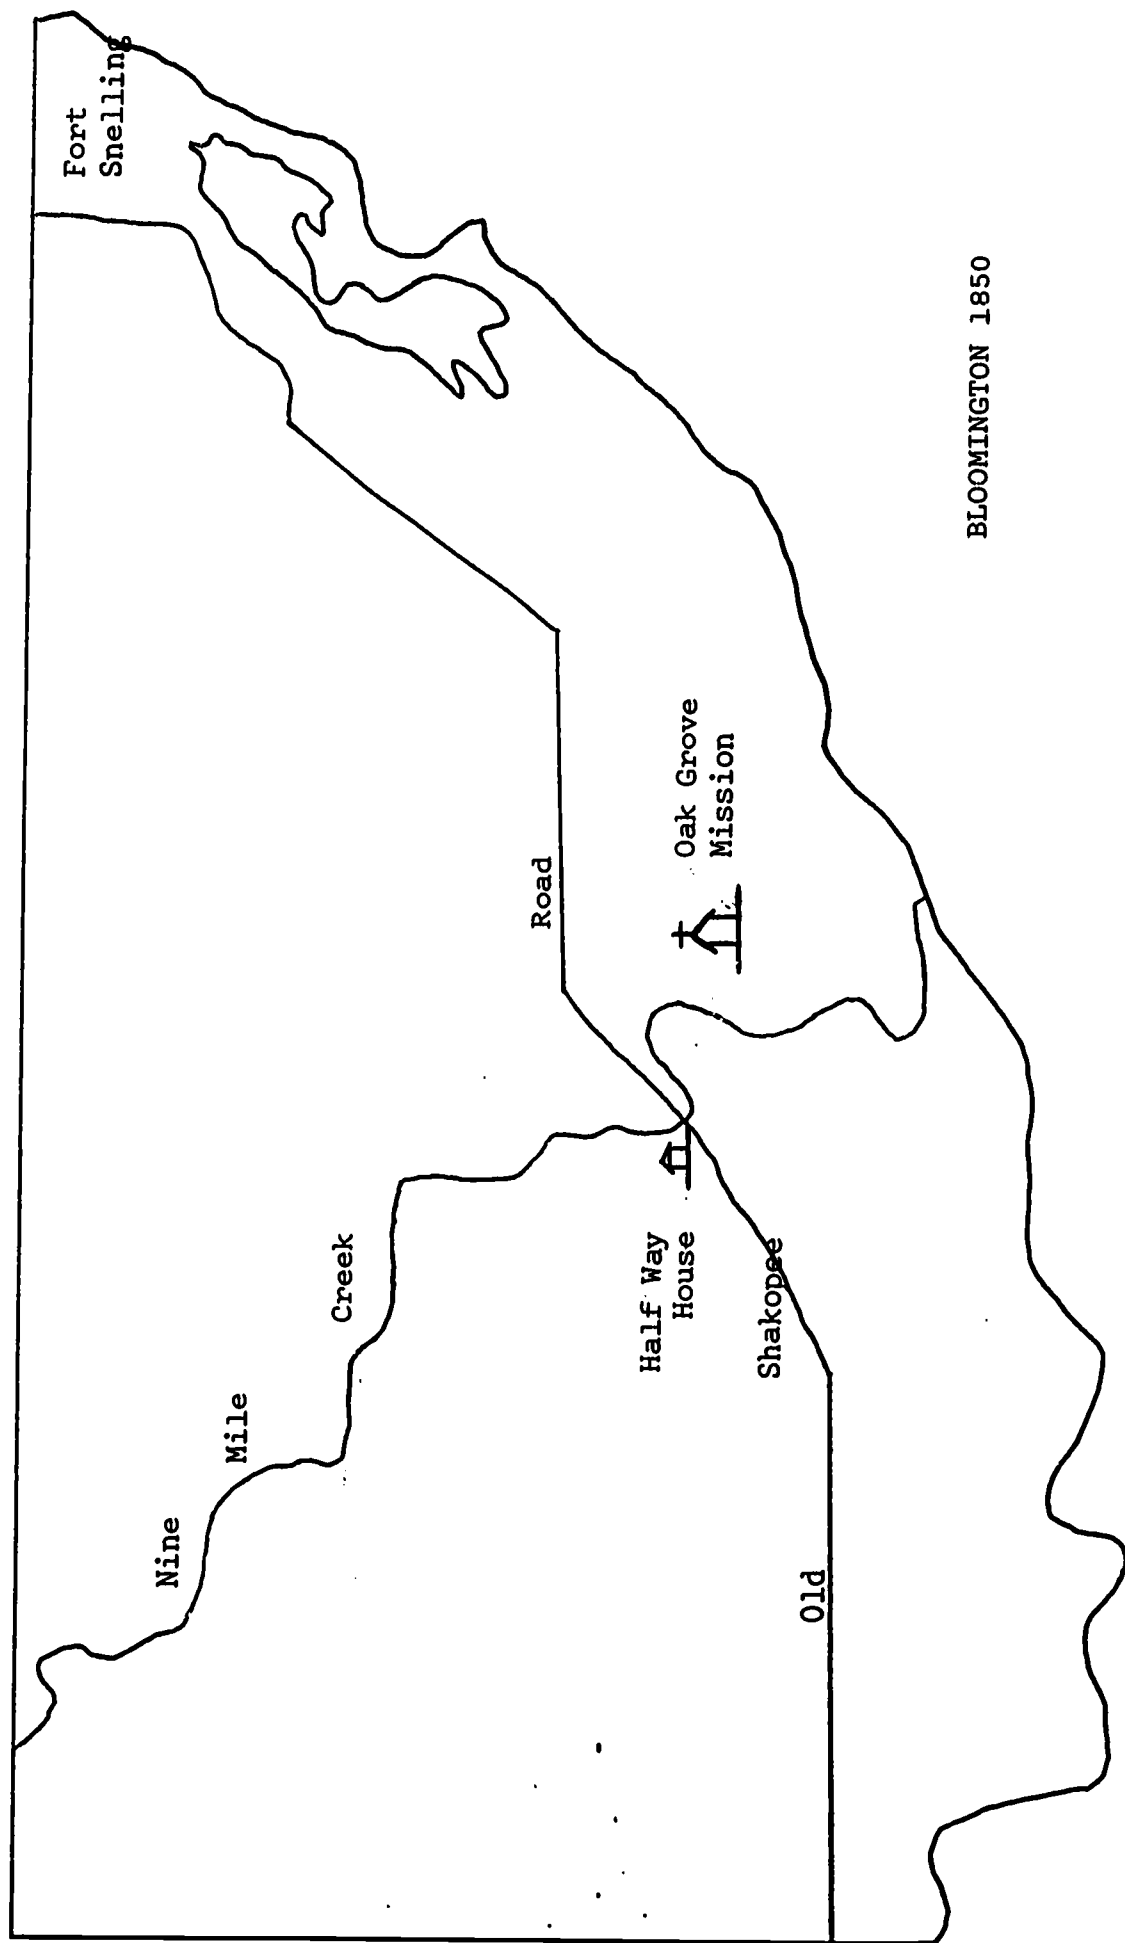 Fort
Snelling
Nine
Mile
Creek
Road
Oak Grove
Mission
Half Way
House
Shakopee
Old
BLOOMINGTON 1850